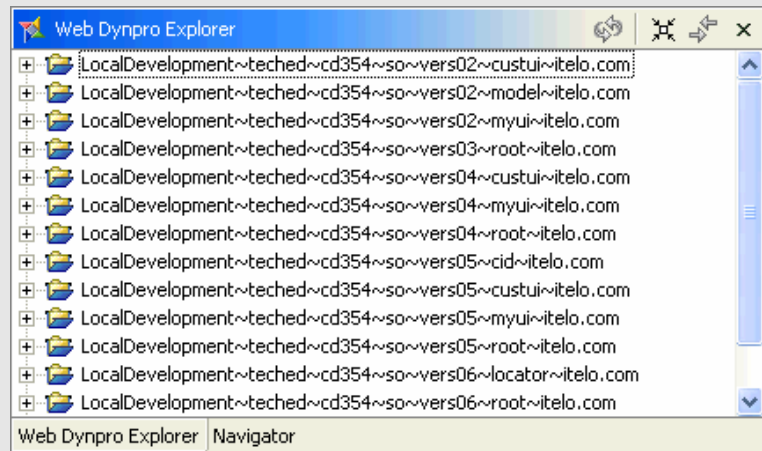 Web Dynpro Explorer
LocalDevelopment~teched~cd354~so~vers02~custui~itelo.com
LocalDevelopment~teched~cd354~so~vers02~model~itelo.com
LocalDevelopment~teched~cd354~so~vers02~myui~itelo.com
LocalDevelopment~teched~cd354~so~vers03~root~itelo.com
LocalDevelopment~teched~cd354~so~vers04~custui~itelo.com
LocalDevelopment~teched~cd354~so~vers04~myui~itelo.com
LocalDevelopment~teched~cd354~so~vers04~root~itelo.com
LocalDevelopment~teched~cd354~so~vers05~cid~itelo.com
LocalDevelopment~teched~cd354~so~vers05~custui~itelo.com
LocalDevelopment~teched~cd354~so~vers05~myui~itelo.com
LocalDevelopment~teched~cd354~so~vers05~root~itelo.com
LocalDevelopment~teched~cd354~so~vers06~locator~itelo.com
LocalDevelopment~teched~cd354~so~vers06~root~itelo.com
Web Dynpro Explorer Navigator